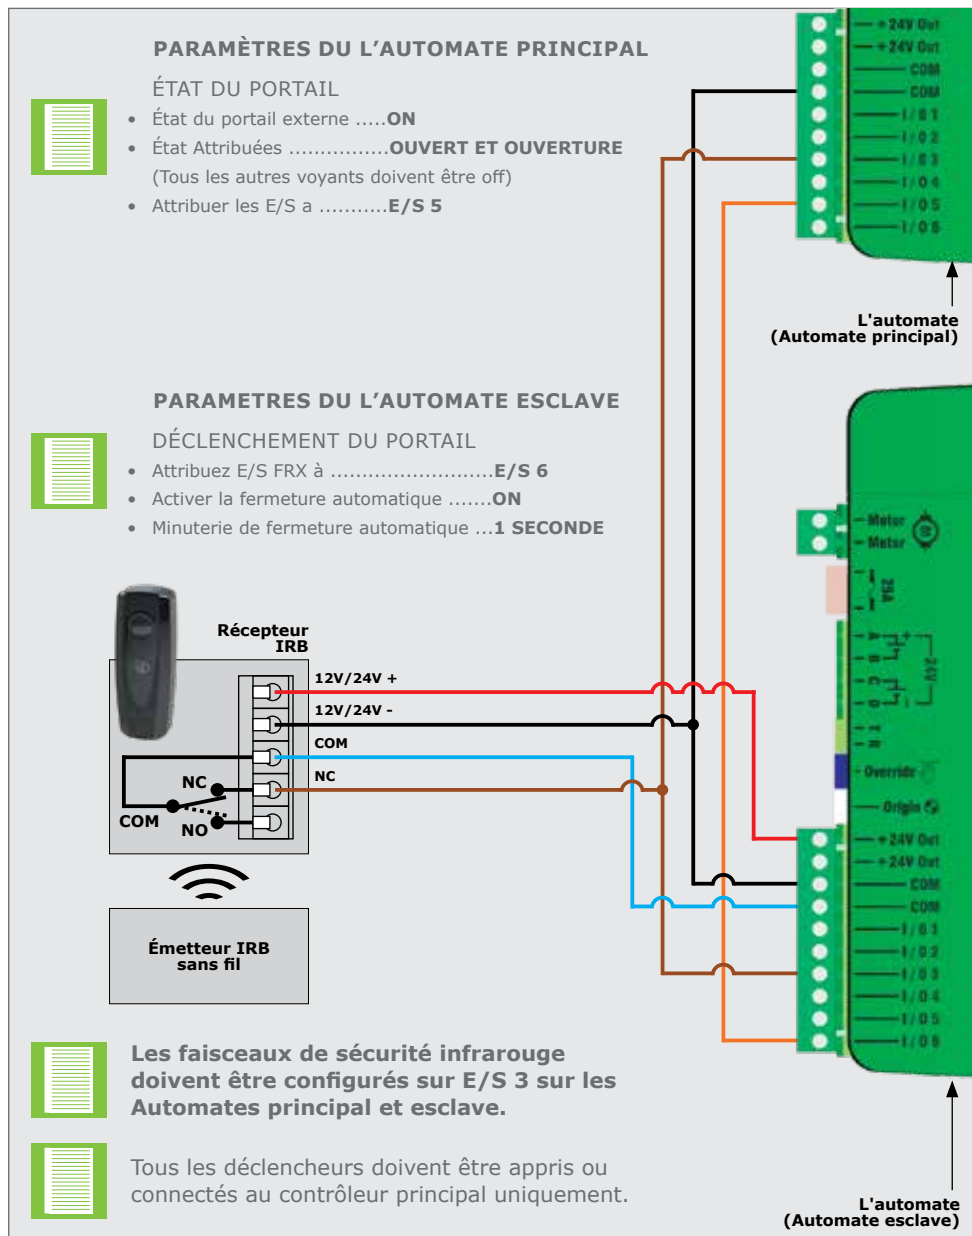 PARAMÈTRES DU L'AUTOMATE PRINCIPAL
ÉTAT DU PORTAIL
• État du portail externe .....ON
• État Attribuées ................OUVERT ET OUVERTURE
(Tous les autres voyants doivent être off)
• Attribuer les E/S a ...........E/S 5
+24V Out
+24V Out
COM
COM
I/O 1
I/O 2
I/O 3
I/O 4
I/O 5
I/O 6
L'automate
(Automate principal)
PARAMETRES DU L'AUTOMATE ESCLAVE
DÉCLENCHEMENT DU PORTAIL
• Attribuez E/S FRX à ..........................E/S 6
• Activer la fermeture automatique .......ON
• Minuterie de fermeture automatique ...1 SECONDE
Motor
Motor
M
25A
A
B
C
D
+
-
24V
T
R
Override
Origin
+24V Out
+24V Out
COM
COM
I/O 1
I/O 2
I/O 3
I/O 4
I/O 5
I/O 6
Récepteur
IRB
12V/24V +
12V/24V -
COM
NC
NC
COM
NO
Émetteur IRB
sans fil
Les faisceaux de sécurité infrarouge
doivent être configurés sur E/S 3 sur les
Automates principal et esclave.
Tous les déclencheurs doivent être appris ou
connectés au contrôleur principal uniquement.
L'automate
(Automate esclave)